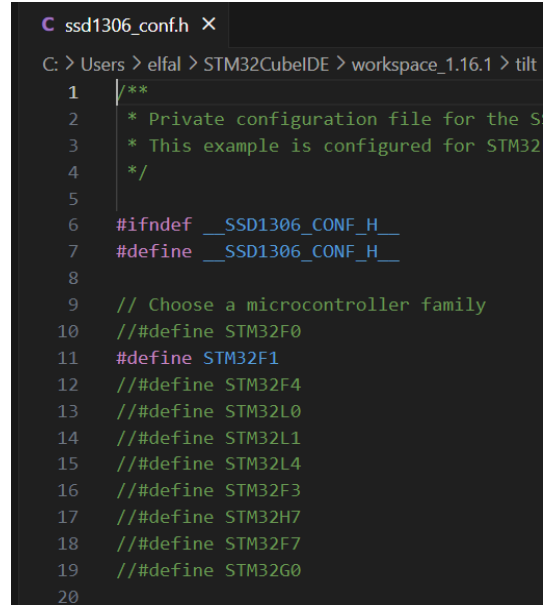 ssd1306_conf.h
C: > Users > elfal > STM32CubeIDE > workspace_1.16.1 > tilt
1 /**
2 * Private configuration file for the
3 * This example is configured for STM32
4 */
5
6 #ifndef __SSD1306_CONF_H__
7 #define __SSD1306_CONF_H__
8
9 // Choose a microcontroller family
10 //#define STM32F0
11 #define STM32F1
12 //#define STM32F4
13 //#define STM32L0
14 //#define STM32L1
15 //#define STM32L4
16 //#define STM32F3
17 //#define STM32H7
18 //#define STM32F7
19 //#define STM32G0
20